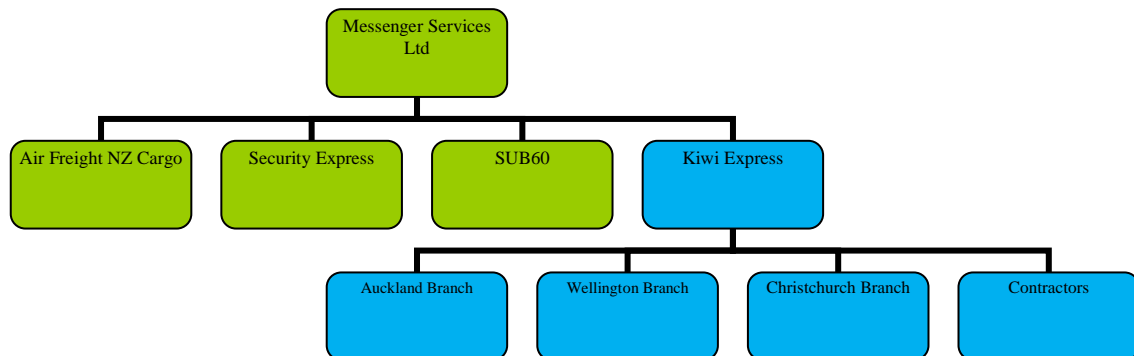 Messenger Services
Ltd
Air Freight NZ Cargo
Security Express
SUB60
Kiwi Express
Auckland Branch
Wellington Branch
Christchurch Branch
Contractors